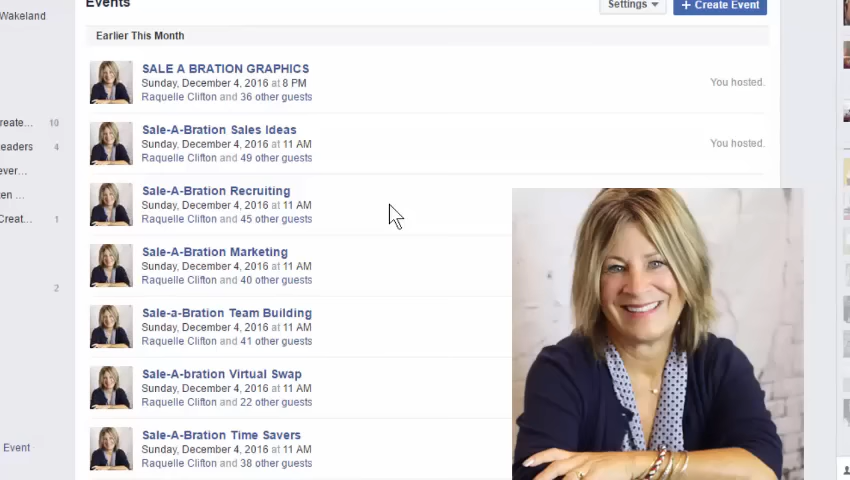 Events
Settings
+ Create Event
Wakeland
Earlier This Month
SALE A BRATION GRAPHICS
Sunday, December 4, 2016 at 8 PM
Raquelle Clifton and 36 other guests
You hosted.
Sale-A-Bration Sales Ideas
Sunday, December 4, 2016 at 11 AM
Raquelle Clifton and 49 other guests
You hosted.
Sale-A-Bration Recruiting
Sunday, December 4, 2016 at 11 AM
Raquelle Clifton and 45 other guests
Sale-A-Bration Marketing
Sunday, December 4, 2016 at 11 AM
Raquelle Clifton and 40 other guests
Sale-a-Bration Team Building
Sunday, December 4, 2016 at 11 AM
Raquelle Clifton and 41 other guests
Sale-A-bration Virtual Swap
Sunday, December 4, 2016 at 11 AM
Raquelle Clifton and 22 other guests
Sale-A-Bration Time Savers
Sunday, December 4, 2016 at 11 AM
Raquelle Clifton and 38 other guests
reate... 10
eaders 4
ever...
ten ...
Creat... 1
2
Event